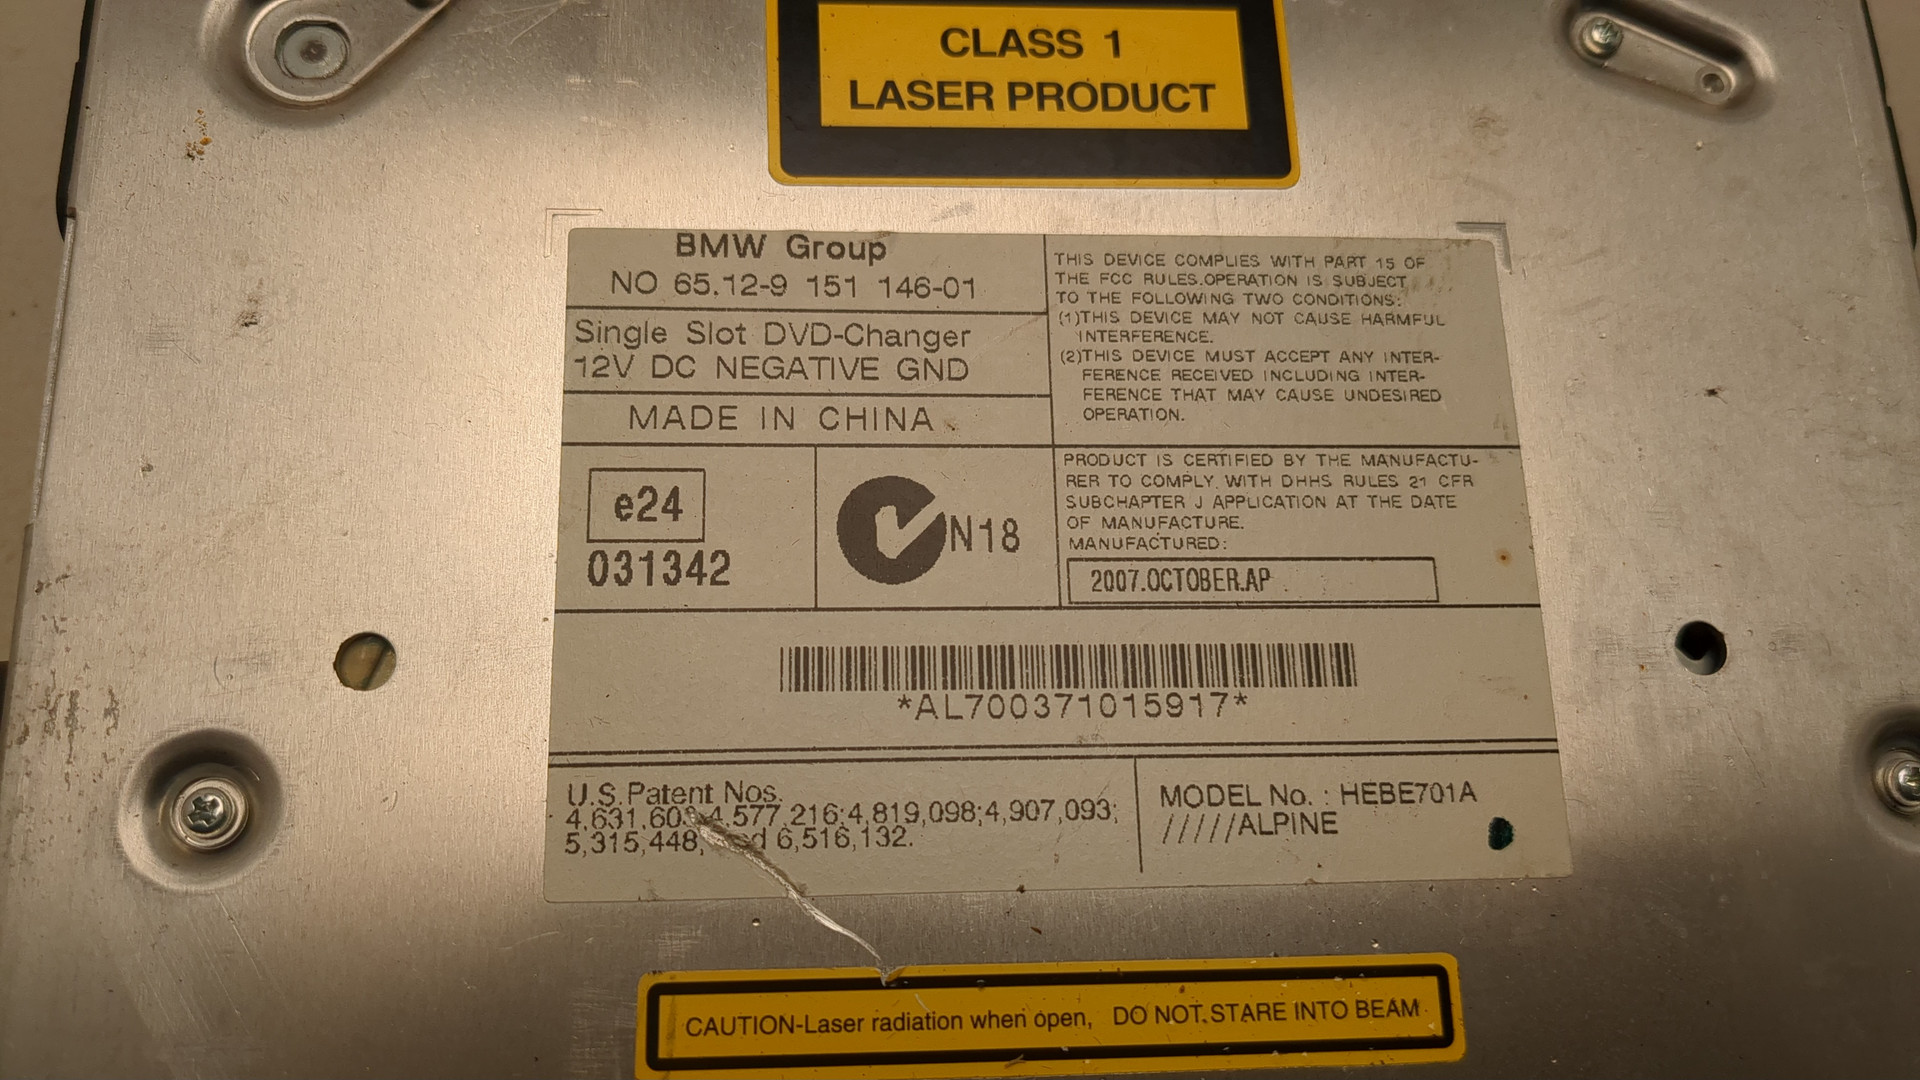 CLASS 1
LASER PRODUCT
BMW Group
NO 65.12-9 151 146-01
Single Slot DVD-Changer
12V DC NEGATIVE GND
MADE IN CHINA
THIS DEVICE COMPLIES WITH PART 15 OF
THE FCC RULES.OPERATION IS SUBJECT
TO THE FOLLOWING TWO CONDITIONS:
(1)THIS DEVICE MAY NOT CAUSE HARMFUL
INTERFERENCE.
(2)THIS DEVICE MUST ACCEPT ANY INTER-
FERENCE RECEIVED INCLUDING INTER-
FERENCE THAT MAY CAUSE UNDESIRED
OPERATION.
e24
031342
N18
PRODUCT IS CERTIFIED BY THE MANUFACTU-
RER TO COMPLY WITH DHHS RULES 21 CFR
SUBCHAPTER J APPLICATION AT THE DATE
OF MANUFACTURE.
MANUFACTURED:
2007.OCTOBER.AP
*AL700371015917*
U.S.Patent Nos.
4,577,216;4,819,098;4,907,093;
5,315,448, 6,516,132.
MODEL No. : HEBE701A
/////ALPINE
CAUTION-Laser radiation when open, DO NOT STARE INTO BEAM